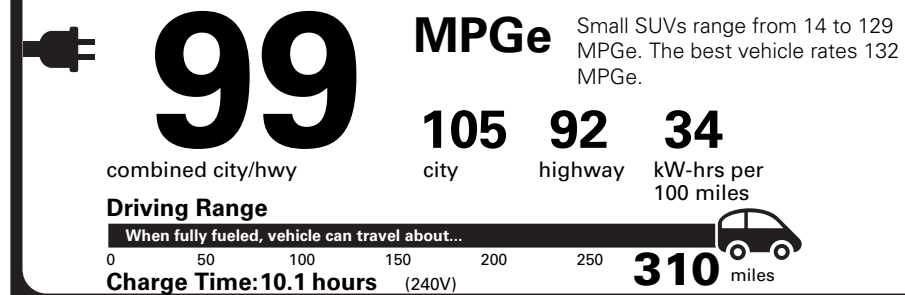 99
combined city/hwy
MPGe
Small SUVs range from 14 to 129
MPGe. The best vehicle rates 132
MPGe.
105
city
92
highway
34
kW-hrs per
100 miles
Driving Range
When fully fueled, vehicle can travel about...
0 50 100 150 200 250 310 miles
Charge Time: 10.1 hours (240V)